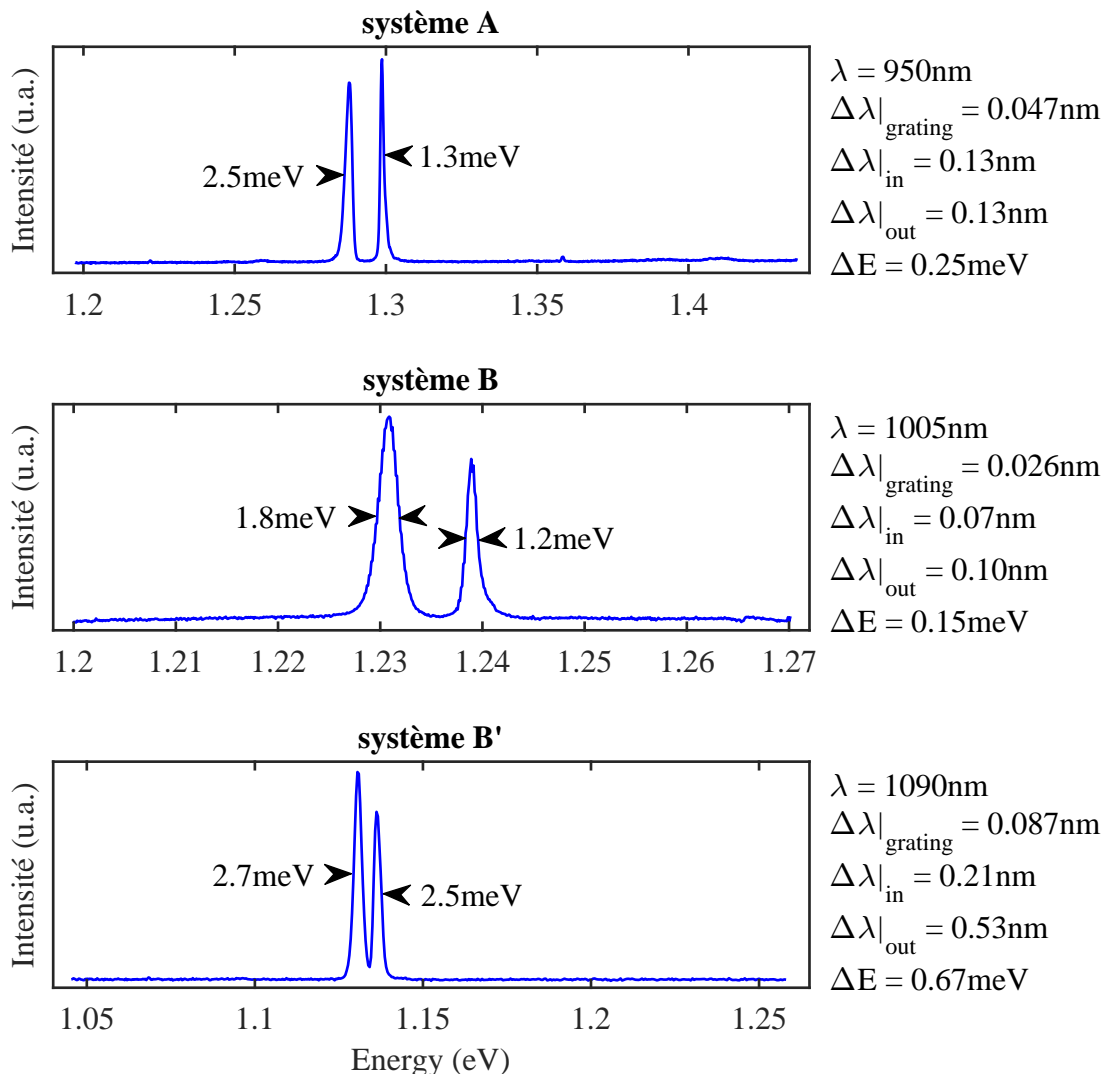 système A
Intensité (u.a.)
2.5meV
1.3meV
1.2 1.25 1.3 1.35 1.4
λ = 950nm
Δλ|grating = 0.047nm
Δλ|in = 0.13nm
Δλ|out = 0.13nm
ΔE = 0.25meV
système B
Intensité (u.a.)
1.8meV
1.2meV
1.2 1.21 1.22 1.23 1.24 1.25 1.26 1.27
λ = 1005nm
Δλ|grating = 0.026nm
Δλ|in = 0.07nm
Δλ|out = 0.10nm
ΔE = 0.15meV
système B'
Intensité (u.a.)
2.7meV
2.5meV
1.05 1.1 1.15 1.2 1.25
Energy (eV)
λ = 1090nm
Δλ|grating = 0.087nm
Δλ|in = 0.21nm
Δλ|out = 0.53nm
ΔE = 0.67meV